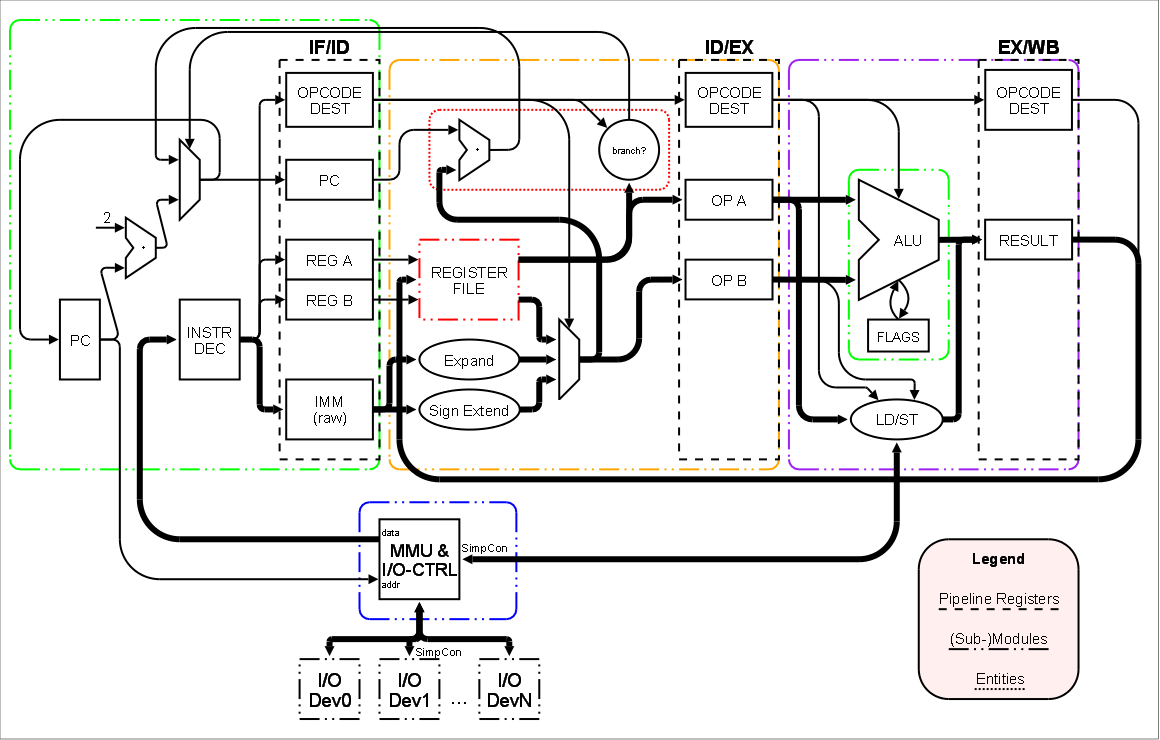 IF/ID
ID/EX
EX/WB
OPCODE
DEST
OPCODE
DEST
OPCODE
DEST
+
branch?
PC
2
+
OP A
REG A
REG B
REGISTER
FILE
ALU
RESULT
OP B
PC
INSTR
DEC
FLAGS
Expand
IMM
(raw)
Sign Extend
LD/ST
data
MMU &
I/O-CTRL
addr
SimpCon
SimpCon
I/O
Dev0
I/O
Dev1
...
I/O
DevN
Legend
Pipeline Registers
(Sub-)Modules
Entities